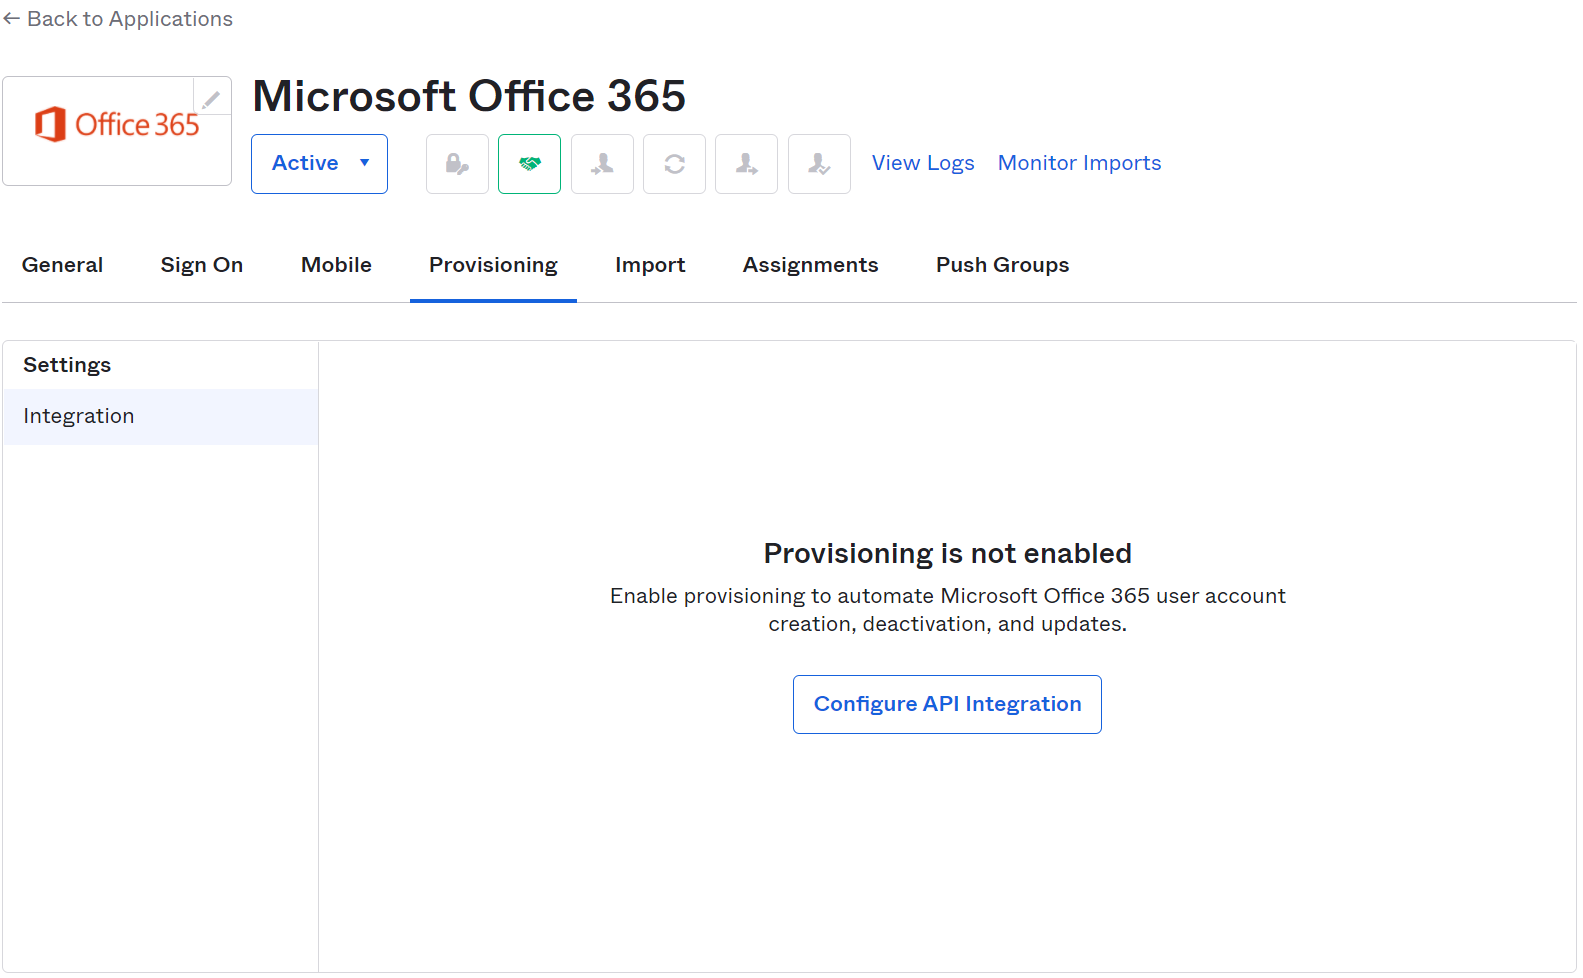 ← Back to Applications
Office 365
Microsoft Office 365
Active
View Logs
Monitor Imports
General
Sign On
Mobile
Provisioning
Import
Assignments
Push Groups
Settings
Integration
Provisioning is not enabled
Enable provisioning to automate Microsoft Office 365 user account
creation, deactivation, and updates.
Configure API Integration